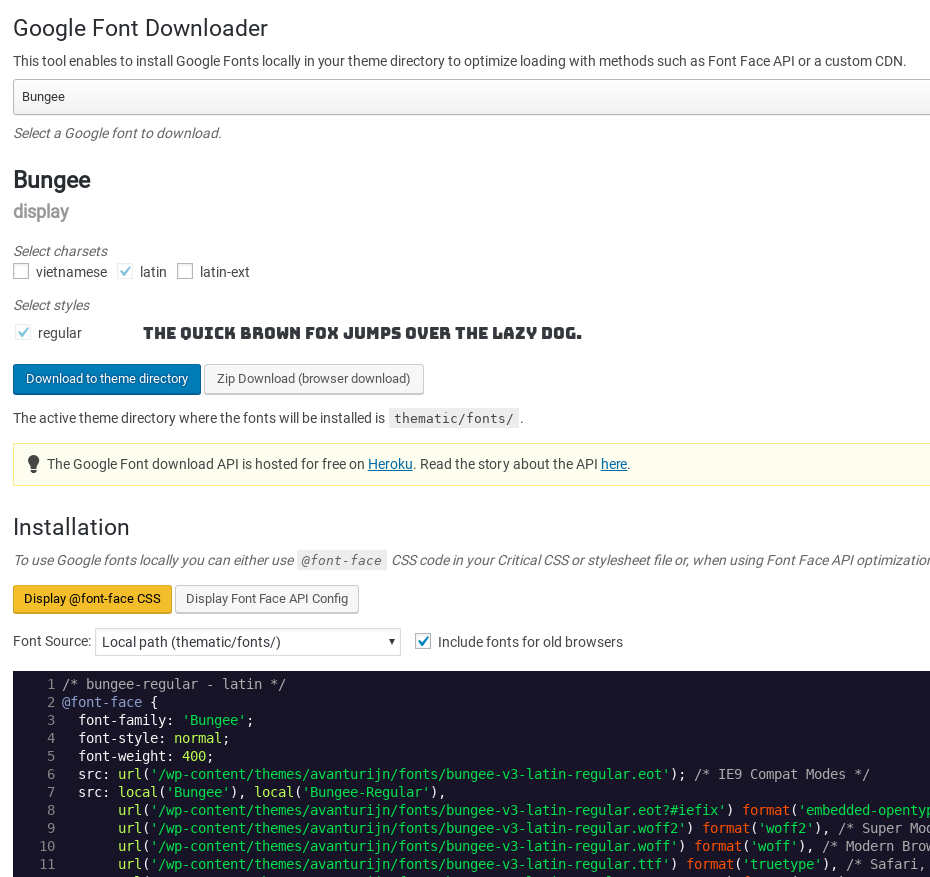 Google Font Downloader
This tool enables to install Google Fonts locally in your theme directory to optimize loading with methods such as Font Face API or a custom CDN.
Bungee
Select a Google font to download.
Bungee
display
Select charsets
vietnamese latin latin-ext
Select styles
regular THE QUICK BROWN FOX JUMPS OVER THE LAZY DOG.
Download to theme directory Zip Download (browser download)
The active theme directory where the fonts will be installed is thematic/fonts/.
The Google Font download API is hosted for free on Heroku. Read the story about the API here.
Installation
To use Google fonts locally you can either use @font-face CSS code in your Critical CSS or stylesheet file or, when using Font Face API optimization
Display @font-face CSS Display Font Face API Config
Font Source: Local path (thematic/fonts/) Include fonts for old browsers
1 /* bungee-regular - latin */
2 @font-face {
3 font-family: 'Bungee';
4 font-style: normal;
5 font-weight: 400;
6 src: url('/wp-content/themes/avanturijn/fonts/bungee-v3-latin-regular.eot'); /* IE9 Compat Modes */
7 src: local('Bungee'), local('Bungee-Regular'),
8 url('/wp-content/themes/avanturijn/fonts/bungee-v3-latin-regular.eot?#iefix') format('embedded-opentyp
9 url('/wp-content/themes/avanturijn/fonts/bungee-v3-latin-regular.woff2') format('woff2'), /* Super Mod
10 url('/wp-content/themes/avanturijn/fonts/bungee-v3-latin-regular.woff') format('woff'), /* Modern Brow
11 url('/wp-content/themes/avanturijn/fonts/bungee-v3-latin-regular.ttf') format('truetype'), /* Safari,